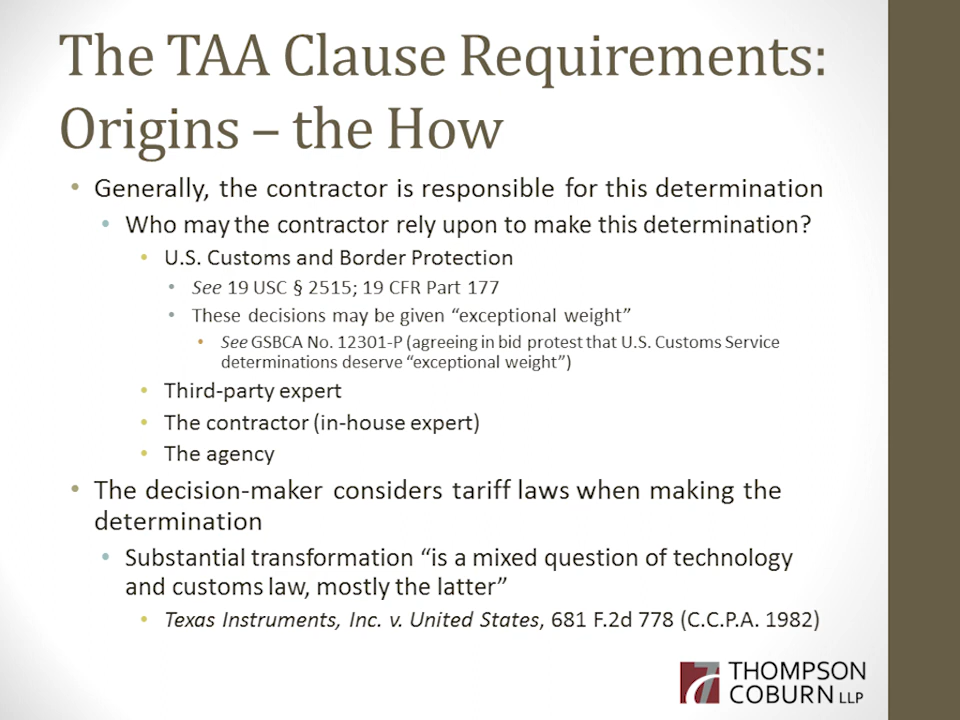 The TAA Clause Requirements:
Origins – the How
• Generally, the contractor is responsible for this determination
• Who may the contractor rely upon to make this determination?
• U.S. Customs and Border Protection
• See 19 USC § 2515; 19 CFR Part 177
• These decisions may be given “exceptional weight”
• See GSBCA No. 12301-P (agreeing in bid protest that U.S. Customs Service
determinations deserve “exceptional weight”)
• Third-party expert
• The contractor (in-house expert)
• The agency
• The decision-maker considers tariff laws when making the
determination
• Substantial transformation “is a mixed question of technology
and customs law, mostly the latter”
• Texas Instruments, Inc. v. United States, 681 F.2d 778 (C.C.P.A. 1982)
THOMPSON
COBURN LLP